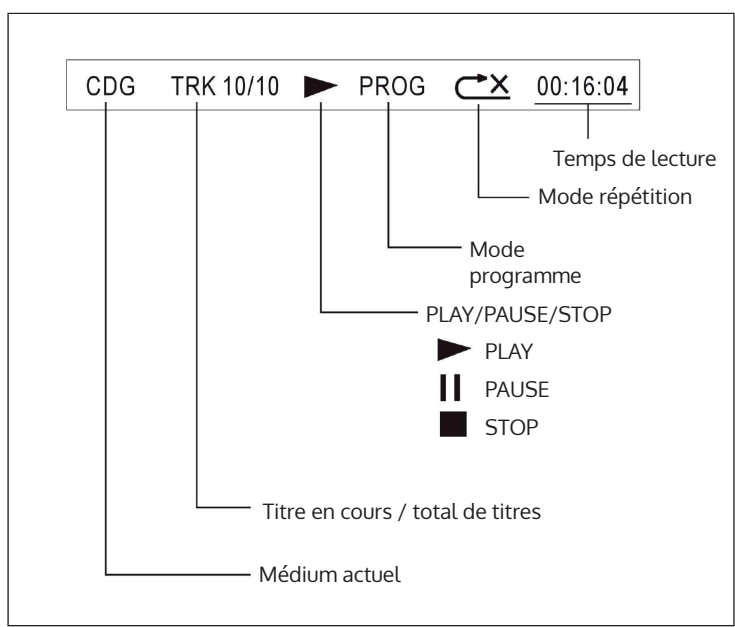 CDG TRK 10/10 PROG 00:16:04
Temps de lecture
Mode répétition
Mode
programme
PLAY/PAUSE/STOP
PLAY
PAUSE
STOP
Titre en cours / total de titres
Médium actuel